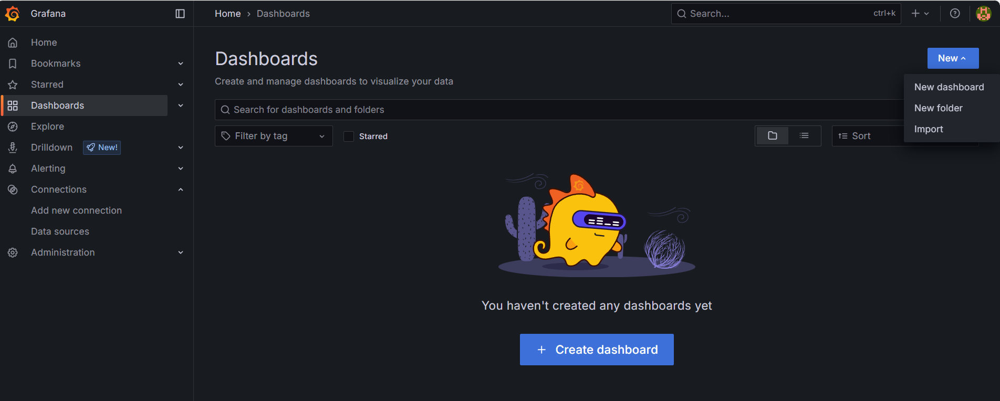 Grafana
Home > Dashboards
Search...
ctrl+k
Home
Bookmarks
Starred
Dashboards
Explore
Drilldown
New!
Alerting
Connections
Add new connection
Data sources
Administration
Dashboards
New
Create and manage dashboards to visualize your data
New dashboard
New folder
Import
Search for dashboards and folders
Filter by tag
Starred
Sort
You haven't created any dashboards yet
+ Create dashboard